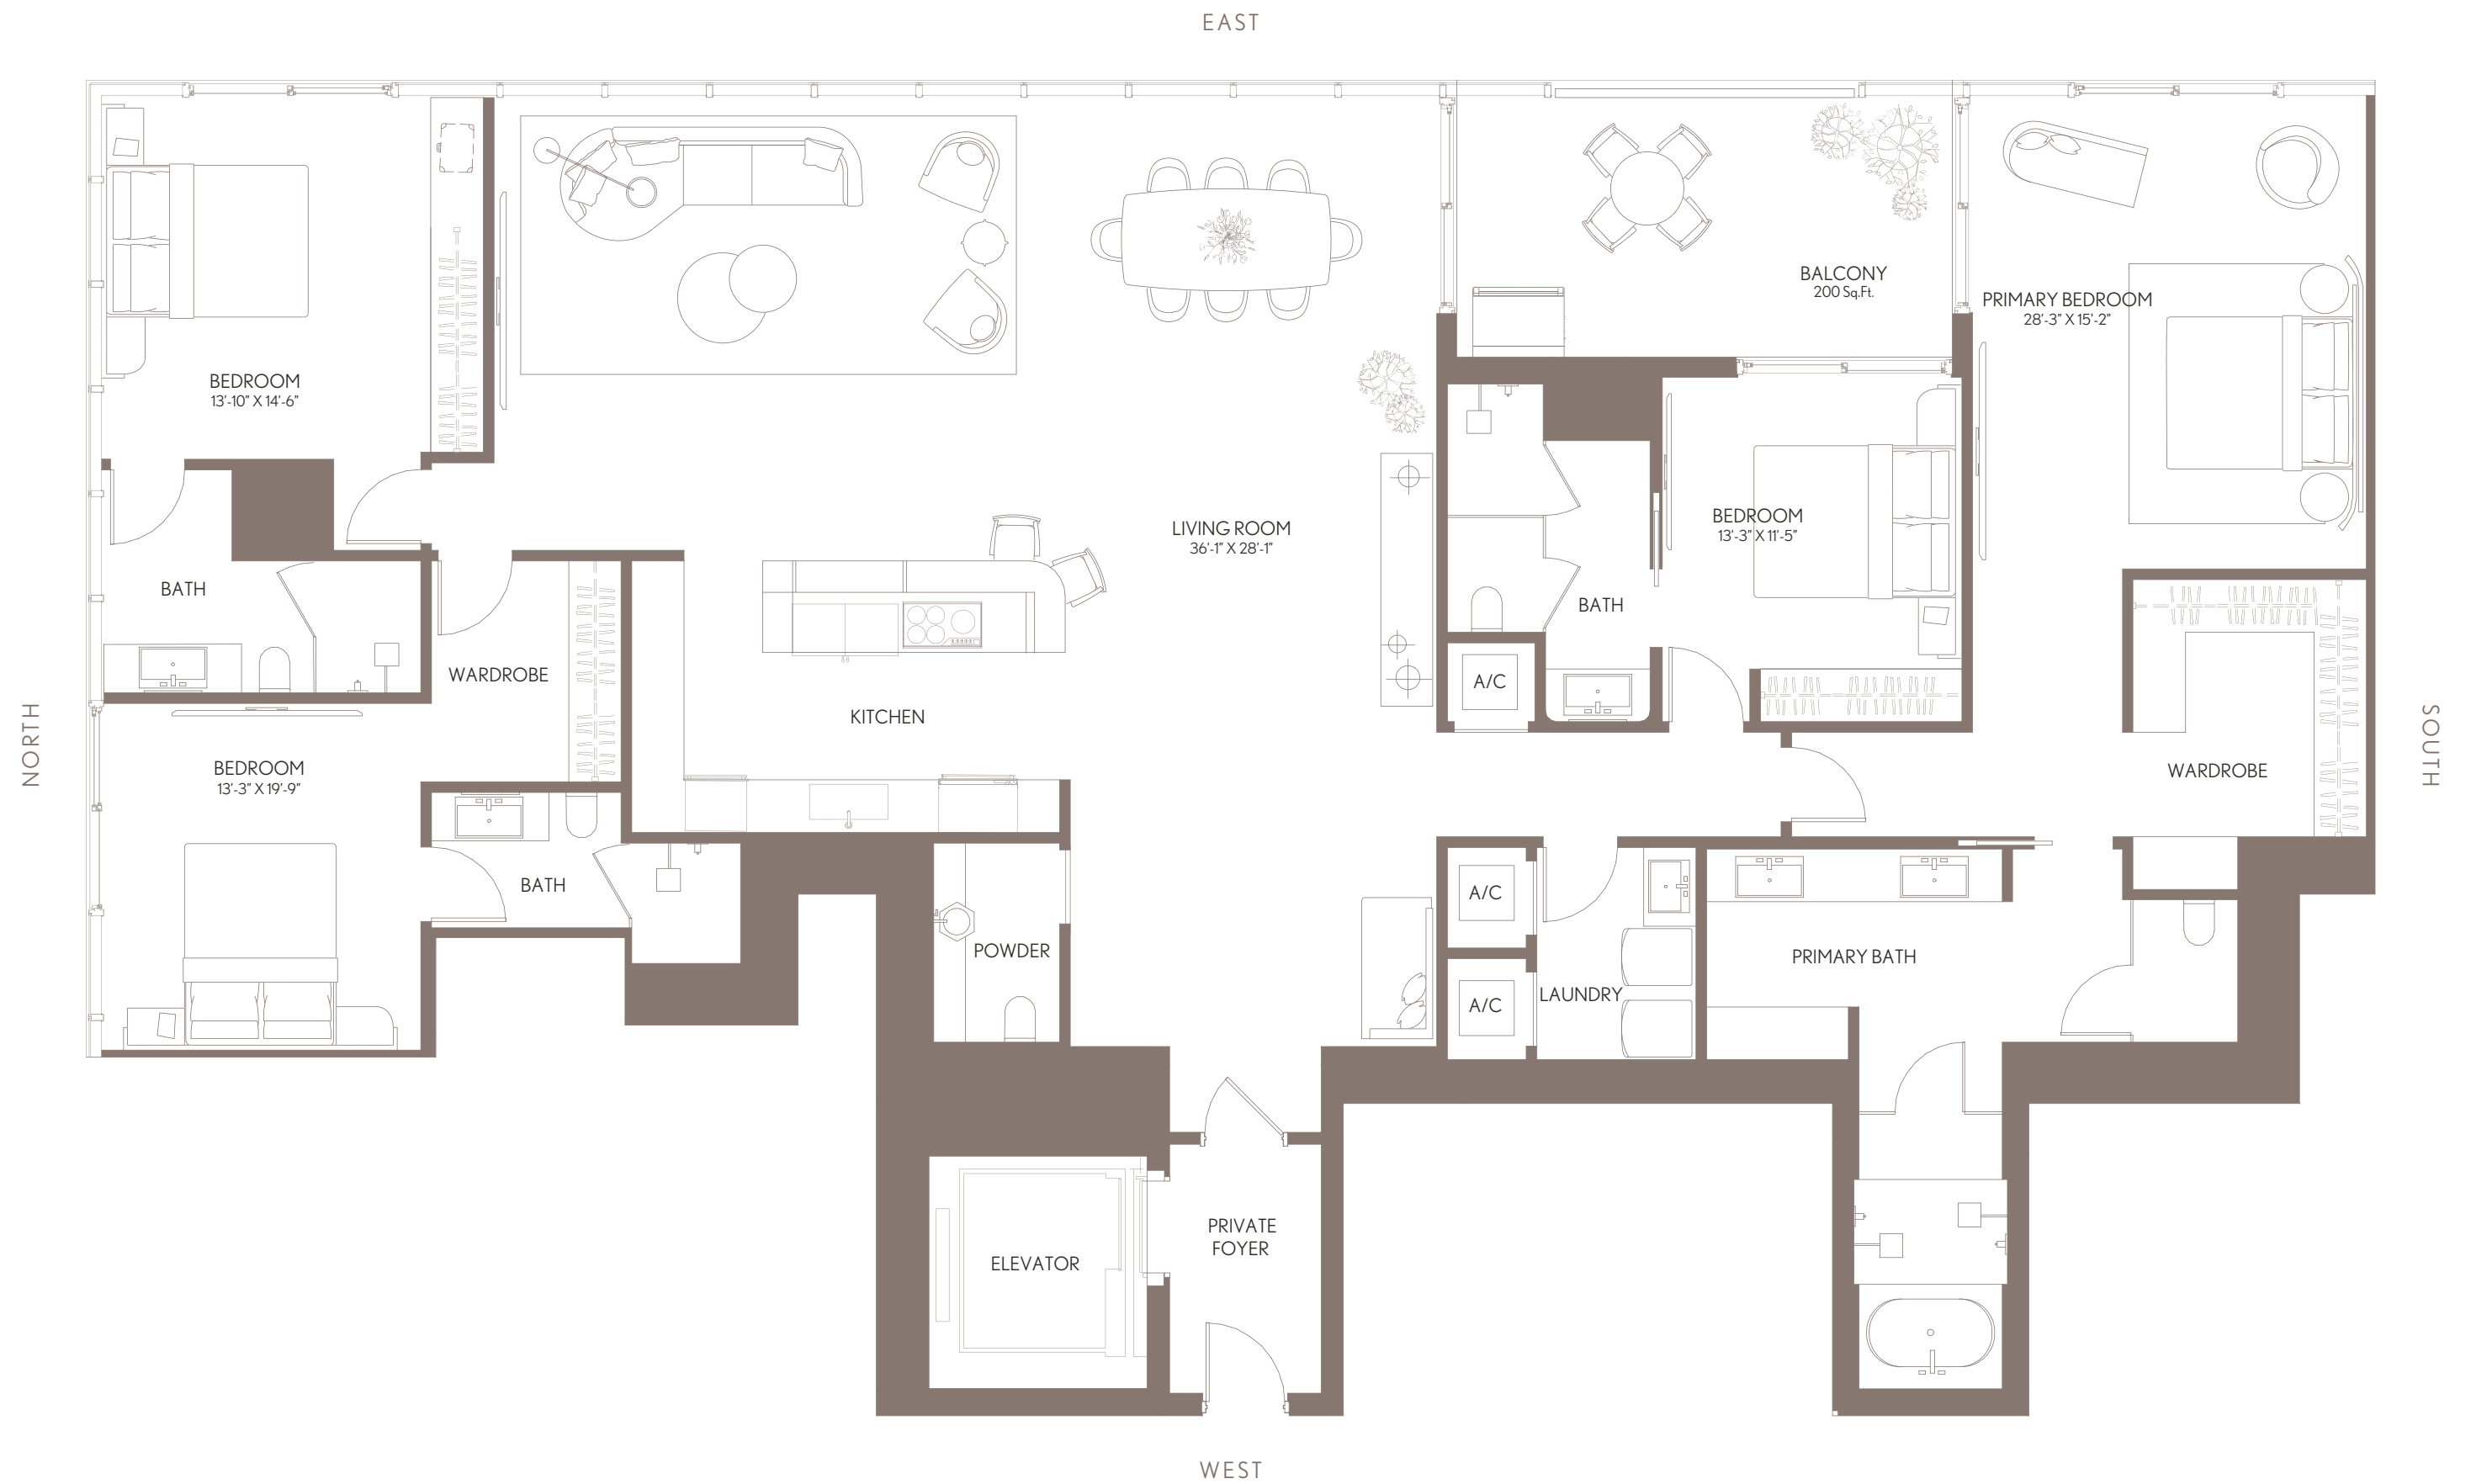 EAST
BALCONY
200 Sq.Ft.
PRIMARY BEDROOM
28'-3" X 15'-2"
BEDROOM
13'-10" X 14'-6"
LIVING ROOM
36'-1" X 28'-1"
BEDROOM
13'-3" X 11'-5"
BATH
BATH
WARDROBE
A/C
KITCHEN
NORTH
SOUTH
BEDROOM
13'-3" X 19'-9"
WARDROBE
BATH
A/C
POWDER
PRIMARY BATH
LAUNDRY
A/C
PRIVATE
FOYER
ELEVATOR
WEST